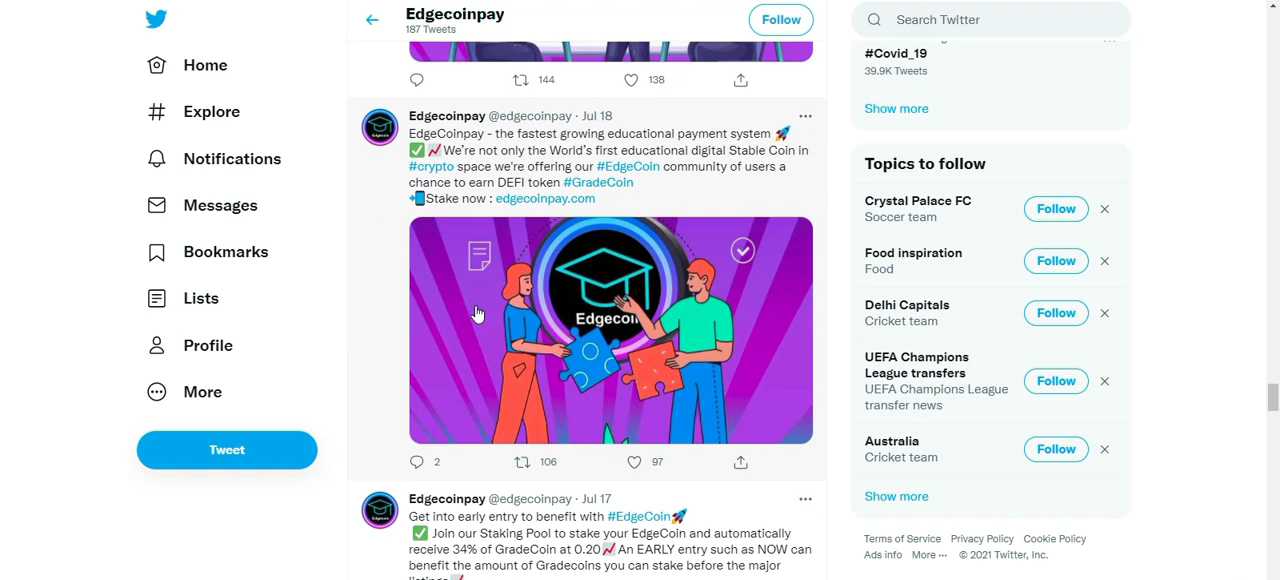 Home
Explore
Notifications
Messages
Bookmarks
Lists
Profile
More
Tweet
Edgecoinpay
187 Tweets
Follow
144
138
Edgecoinpay @edgecoinpay · Jul 18
EdgeCoinpay - the fastest growing educational payment system 🚀
✅📈We're not only the World's first educational digital Stable Coin in
#crypto space we're offering our #EdgeCoin community of users a
chance to earn DEFI token #GradeCoin
📲Stake now : edgecoinpay.com
Edgecoin
2
106
97
Edgecoinpay @edgecoinpay · Jul 17
Get into early entry to benefit with #EdgeCoin🚀
✅ Join our Staking Pool to stake your EdgeCoin and automatically
receive 34% of GradeCoin at 0.20📈An EARLY entry such as NOW can
benefit the amount of Gradecoins you can stake before the major
Search Twitter
#Covid_19
39.9K Tweets
Show more
Topics to follow
Crystal Palace FC
Soccer team
Follow
Food inspiration
Food
Follow
Delhi Capitals
Cricket team
Follow
UEFA Champions
League transfers
UEFA Champions League
transfer news
Follow
Australia
Cricket team
Follow
Show more
Terms of Service Privacy Policy Cookie Policy
Ads info More ··· © 2021 Twitter, Inc.